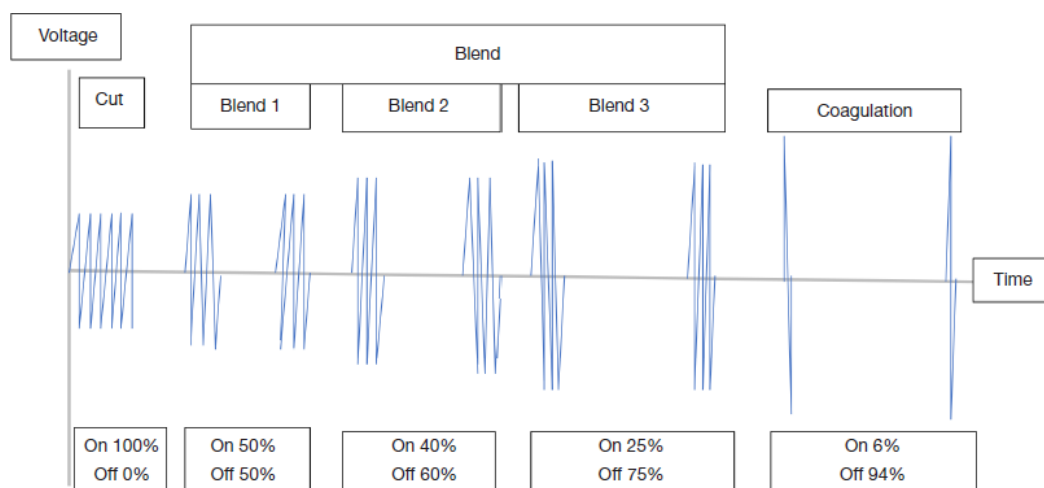 Voltage
Blend
Cut
Blend 1
Blend 2
Blend 3
Coagulation
Time
On 100%
Off 0%
On 50%
Off 50%
On 40%
Off 60%
On 25%
Off 75%
On 6%
Off 94%